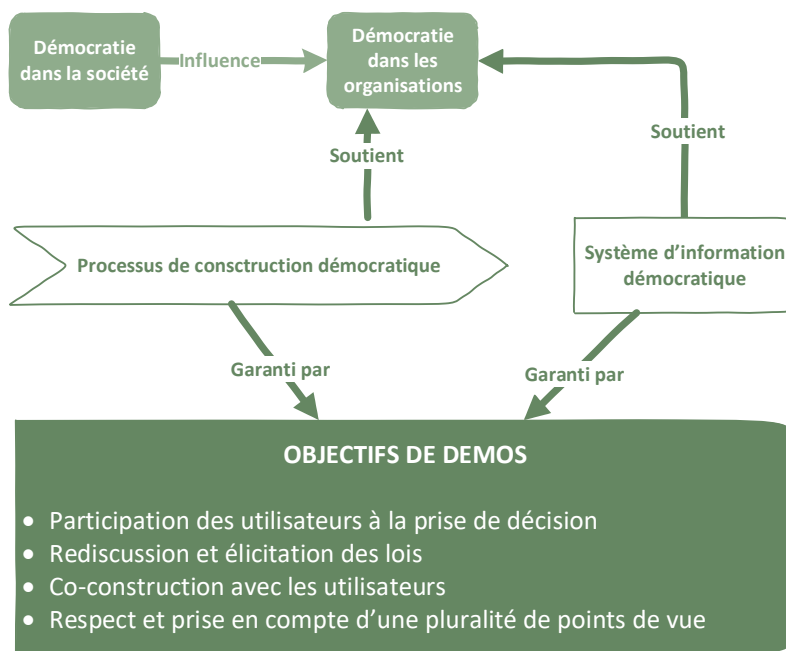 Démocratie
dans la société
Influence
Démocratie
dans les
organisations
Soutient
Soutient
Processus de consctruction démocratique
Système d’information
démocratique
Garanti par
Garanti par
OBJECTIFS DE DEMOS
• Participation des utilisateurs à la prise de décision
• Rediscussion et élicitation des lois
• Co-construction avec les utilisateurs
• Respect et prise en compte d’une pluralité de points de vue